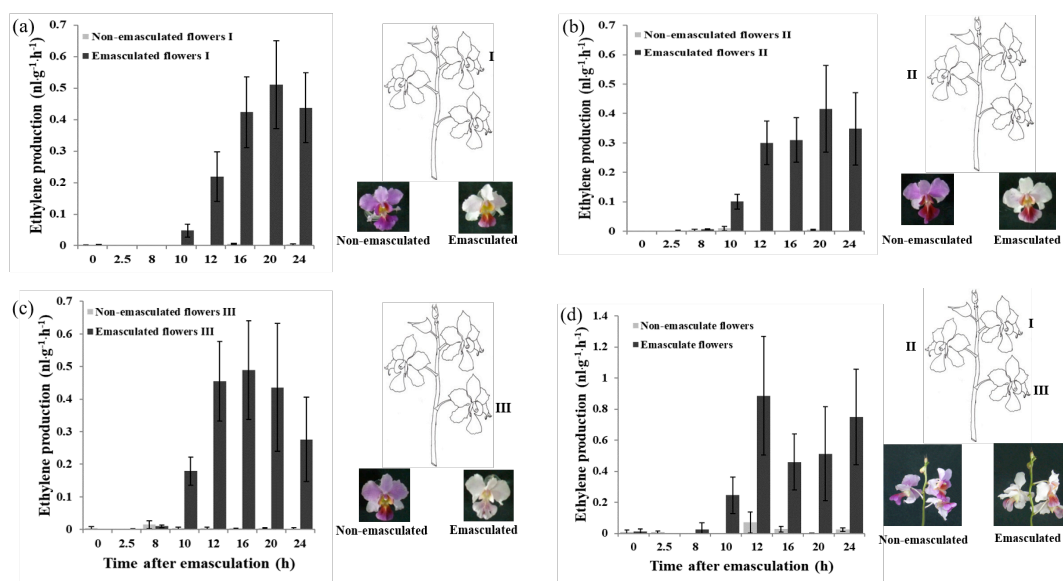 (a)
0.7
0.6
0.5
0.4
0.3
0.2
0.1
0
Ethylene production (nl·g⁻¹·h⁻¹)
Non-emasculated flowers I
Emasculated flowers I
0 2.5 8 10 12 16 20 24
I
Non-emasculated Emasculated
(b)
0.7
0.6
0.5
0.4
0.3
0.2
0.1
0
Ethylene production (nl·g⁻¹·h⁻¹)
Non-emasculated flowers II
Emasculated flowers II
0 2.5 8 10 12 16 20 24
II
Non-emasculated Emasculated
(c)
0.7
0.6
0.5
0.4
0.3
0.2
0.1
0
Ethylene production (nl·g⁻¹·h⁻¹)
Non-emasculated flowers III
Emasculated flowers III
0 2.5 8 10 12 16 20 24
Time after emasculation (h)
III
Non-emasculated Emasculated
(d)
1.4
1.2
1
0.8
0.6
0.4
0.2
0
Ethylene production (nl·g⁻¹·h⁻¹)
Non-emasculate flowers
Emasculate flowers
0 2.5 8 10 12 16 20 24
Time after emasculation (h)
I
II
III
Non-emasculated Emasculated